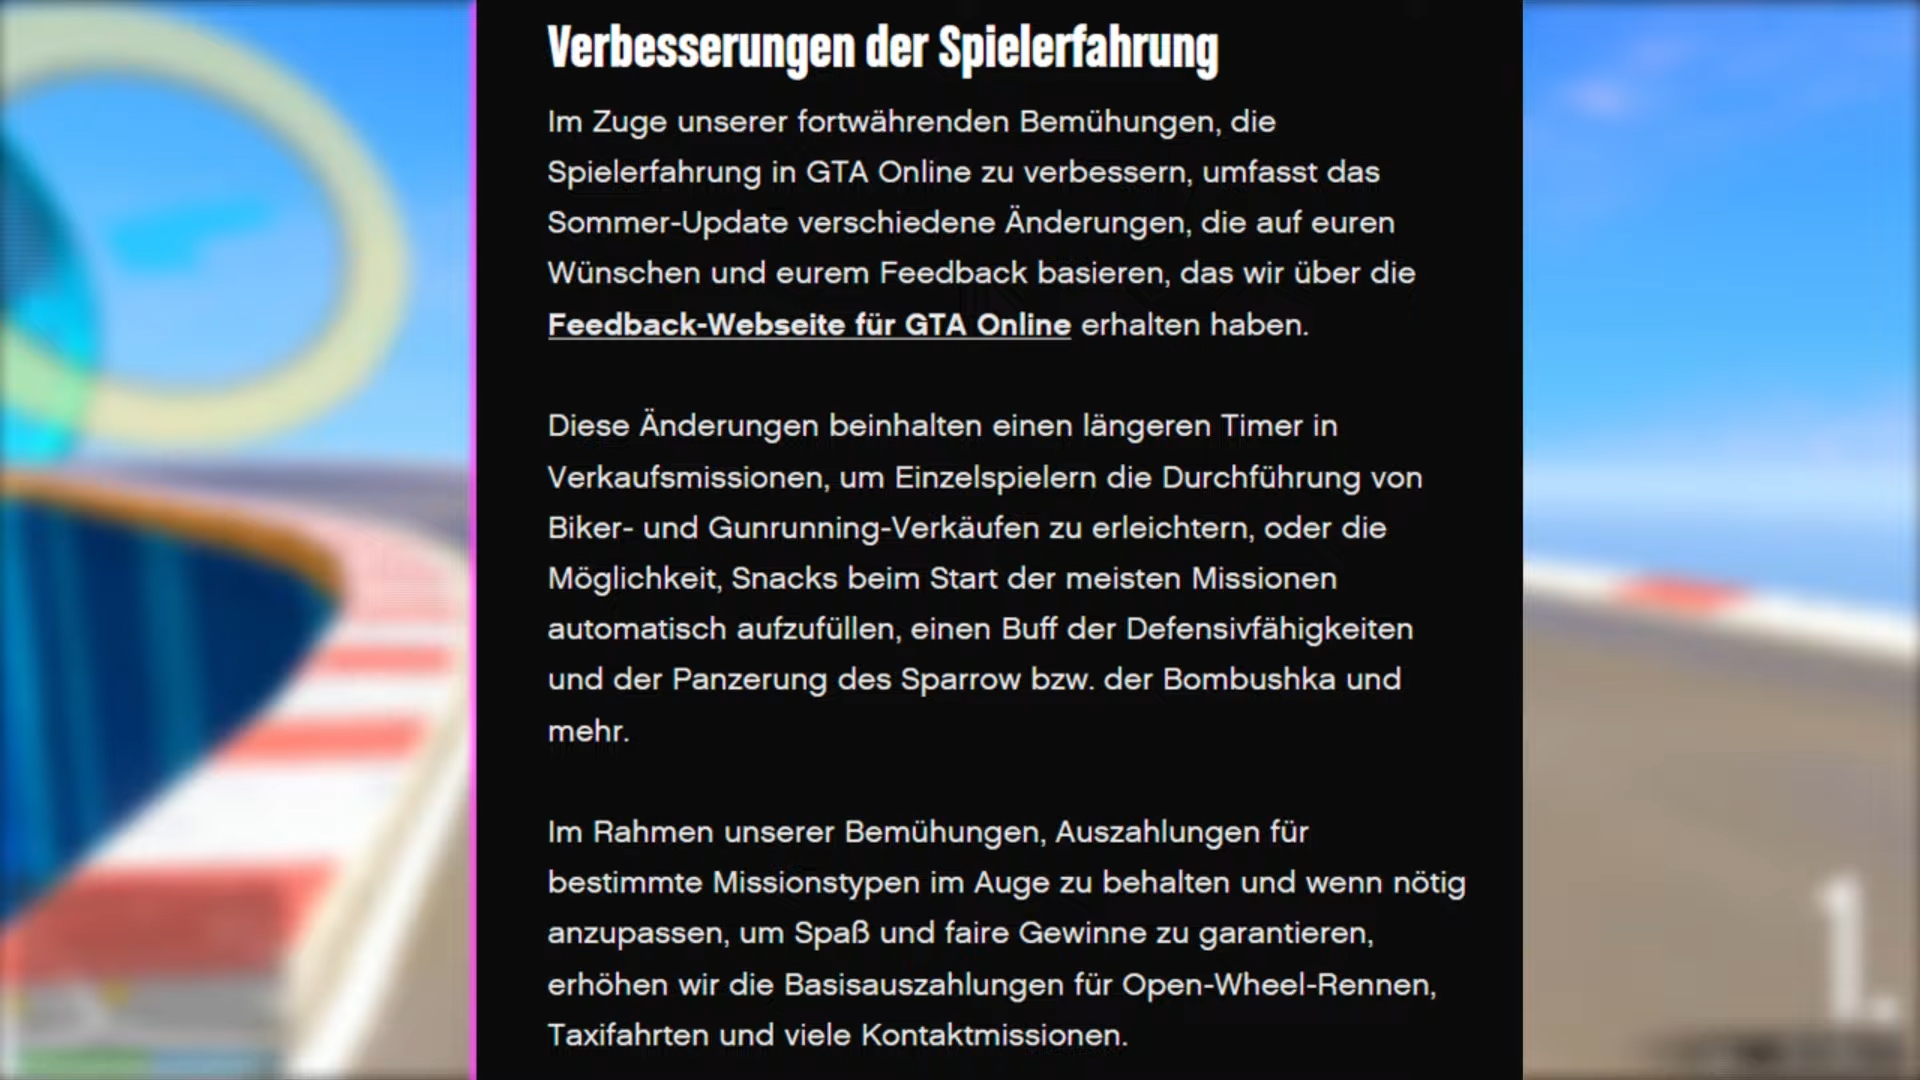 Verbesserungen der Spielerfahrung
Im Zuge unserer fortwährenden Bemühungen, die
Spielerfahrung in GTA Online zu verbessern, umfasst das
Sommer-Update verschiedene Änderungen, die auf euren
Wünschen und eurem Feedback basieren, das wir über die
Feedback-Webseite für GTA Online erhalten haben.
Diese Änderungen beinhalten einen längeren Timer in
Verkaufsmissionen, um Einzelspielern die Durchführung von
Biker- und Gunrunning-Verkäufen zu erleichtern, oder die
Möglichkeit, Snacks beim Start der meisten Missionen
automatisch aufzufüllen, einen Buff der Defensivfähigkeiten
und der Panzerung des Sparrow bzw. der Bombushka und
mehr.
Im Rahmen unserer Bemühungen, Auszahlungen für
bestimmte Missionstypen im Auge zu behalten und wenn nötig
anzupassen, um Spaß und faire Gewinne zu garantieren,
erhöhen wir die Basisauszahlungen für Open-Wheel-Rennen,
Taxifahrten und viele Kontaktmissionen.
1.